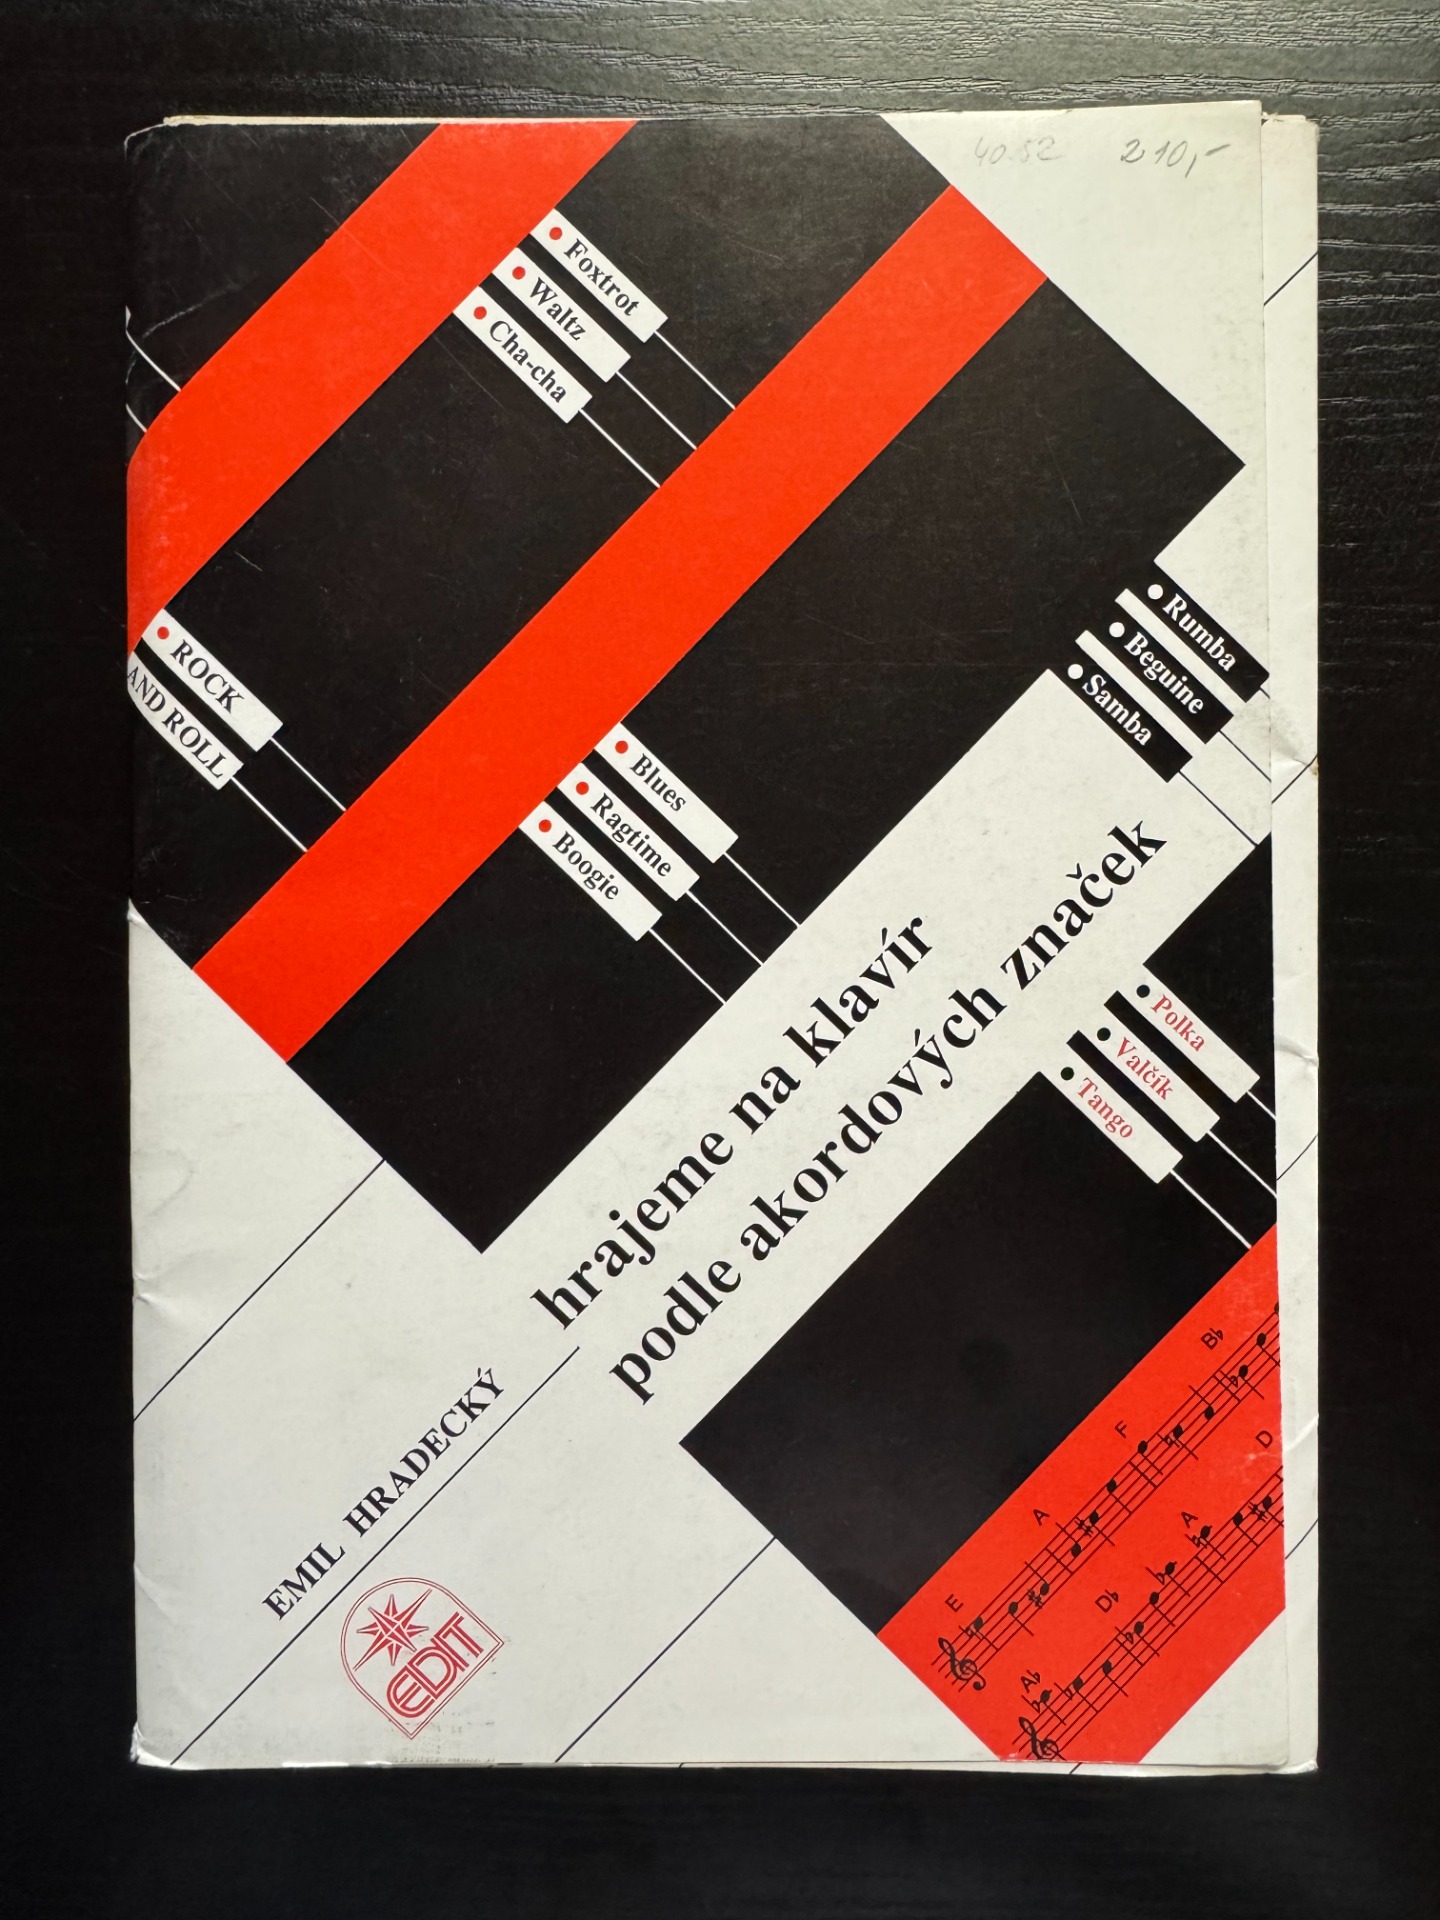 40.52 210,-
Foxtrot
Waltz
Cha-cha
ROCK
AND ROLL
Blues
Ragtime
Boogie
Rumba
Beguine
Samba
hrajeme na klavír
podle akordových značek
Polka
Valčík
Tango
EMIL HRADECKÝ
EDIT
E A F B♭
A♭ D♭ A D